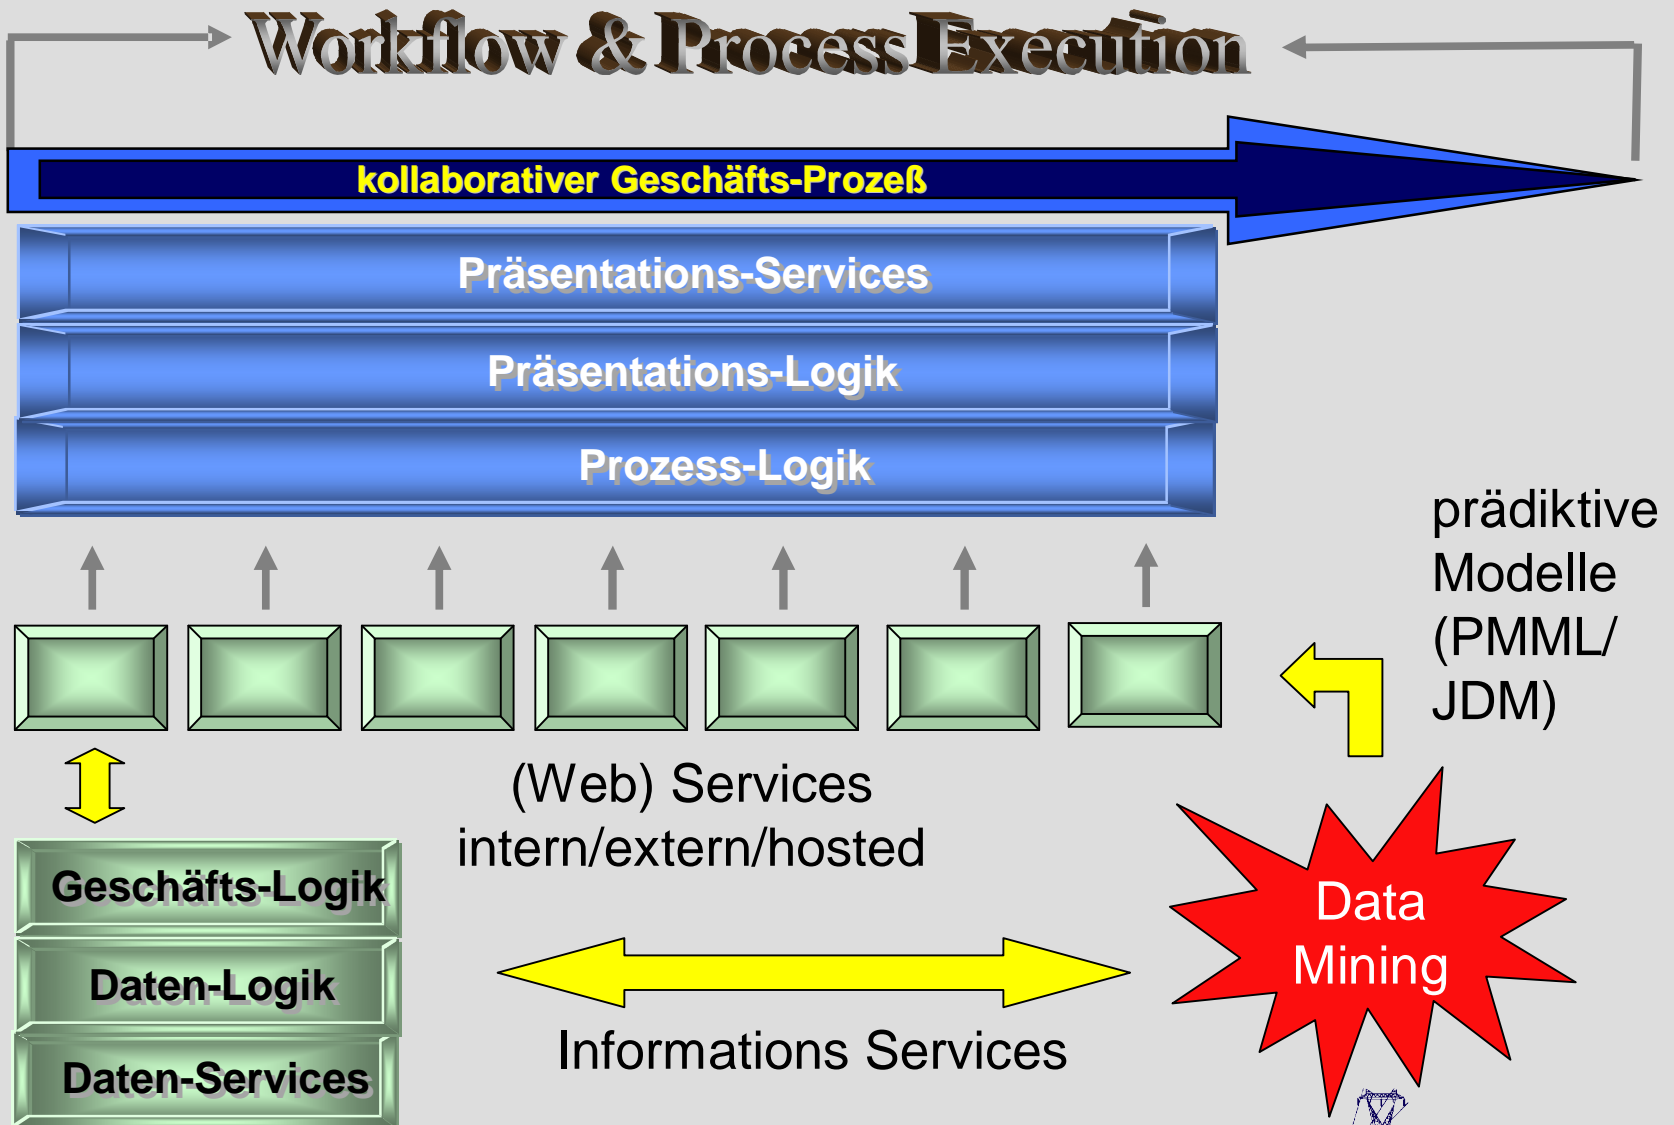 Workflow & Process Execution
kollaborativer Geschäfts-Prozeß
Präsentations-Services
Präsentations-Logik
Prozess-Logik
prädiktive
Modelle
(PMML/
JDM)
(Web) Services
intern/extern/hosted
Geschäfts-Logik
Daten-Logik
Daten-Services
Informations Services
Data
Mining